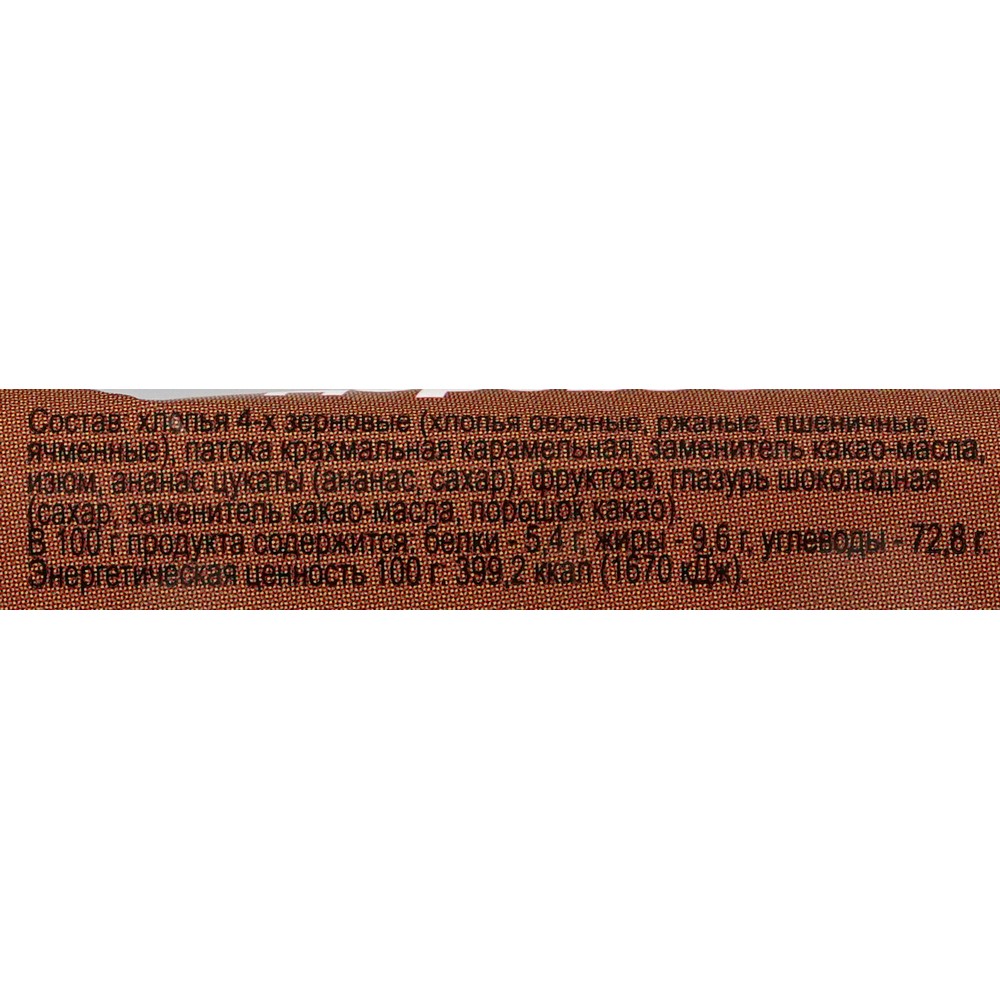 Состав: хлопья 4-х зерновые (хлопья овсяные, ржаные, пшеничные,
ячменные), патока крахмальная карамельная, заменитель какао-масла,
изюм, ананас цукаты (ананас, сахар), фруктоза, глазурь шоколадная
(сахар, заменитель какао-масла, порошок какао).
В 100 г продукта содержится: белки - 5,4 г, жиры - 9,6 г, углеводы - 72,8 г.
Энергетическая ценность 100 г: 399,2 ккал (1670 кДж).